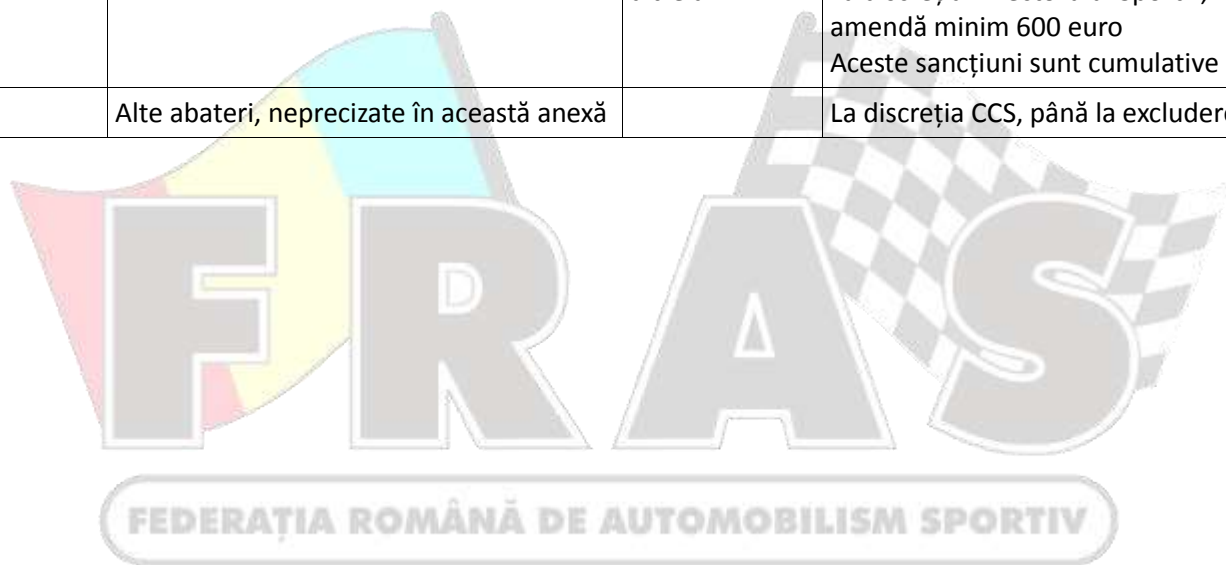 amendă minim 600 euro
Aceste sancțiuni sunt cumulative
Alte abateri, neprecizate în această anexă
La discreția CCS, până la
FRAS
FEDERAȚIA ROMÂNĂ DE AUTOMOBILISM SPORTIV